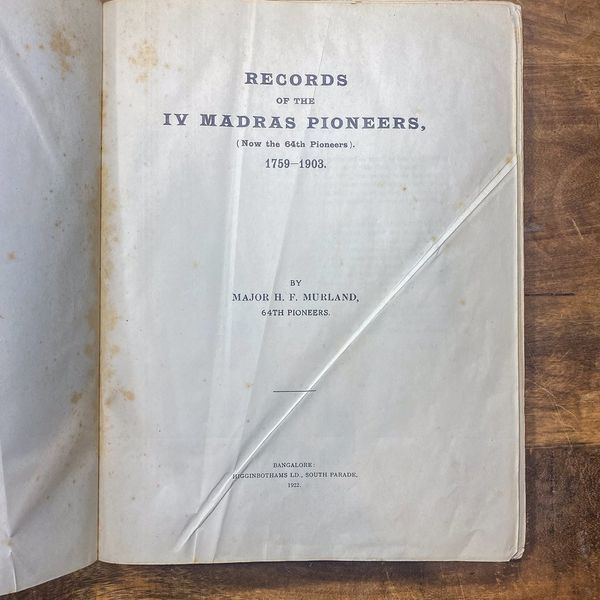 RECORDS
OF THE
IV MADRAS PIONEERS,
(Now the 64th Pioneers).
1759–1903.
BY
MAJOR H. F. MURLAND,
64TH PIONEERS.
BANGALORE:
HIGGINBOTHAMS LD., SOUTH PARADE,
1922.